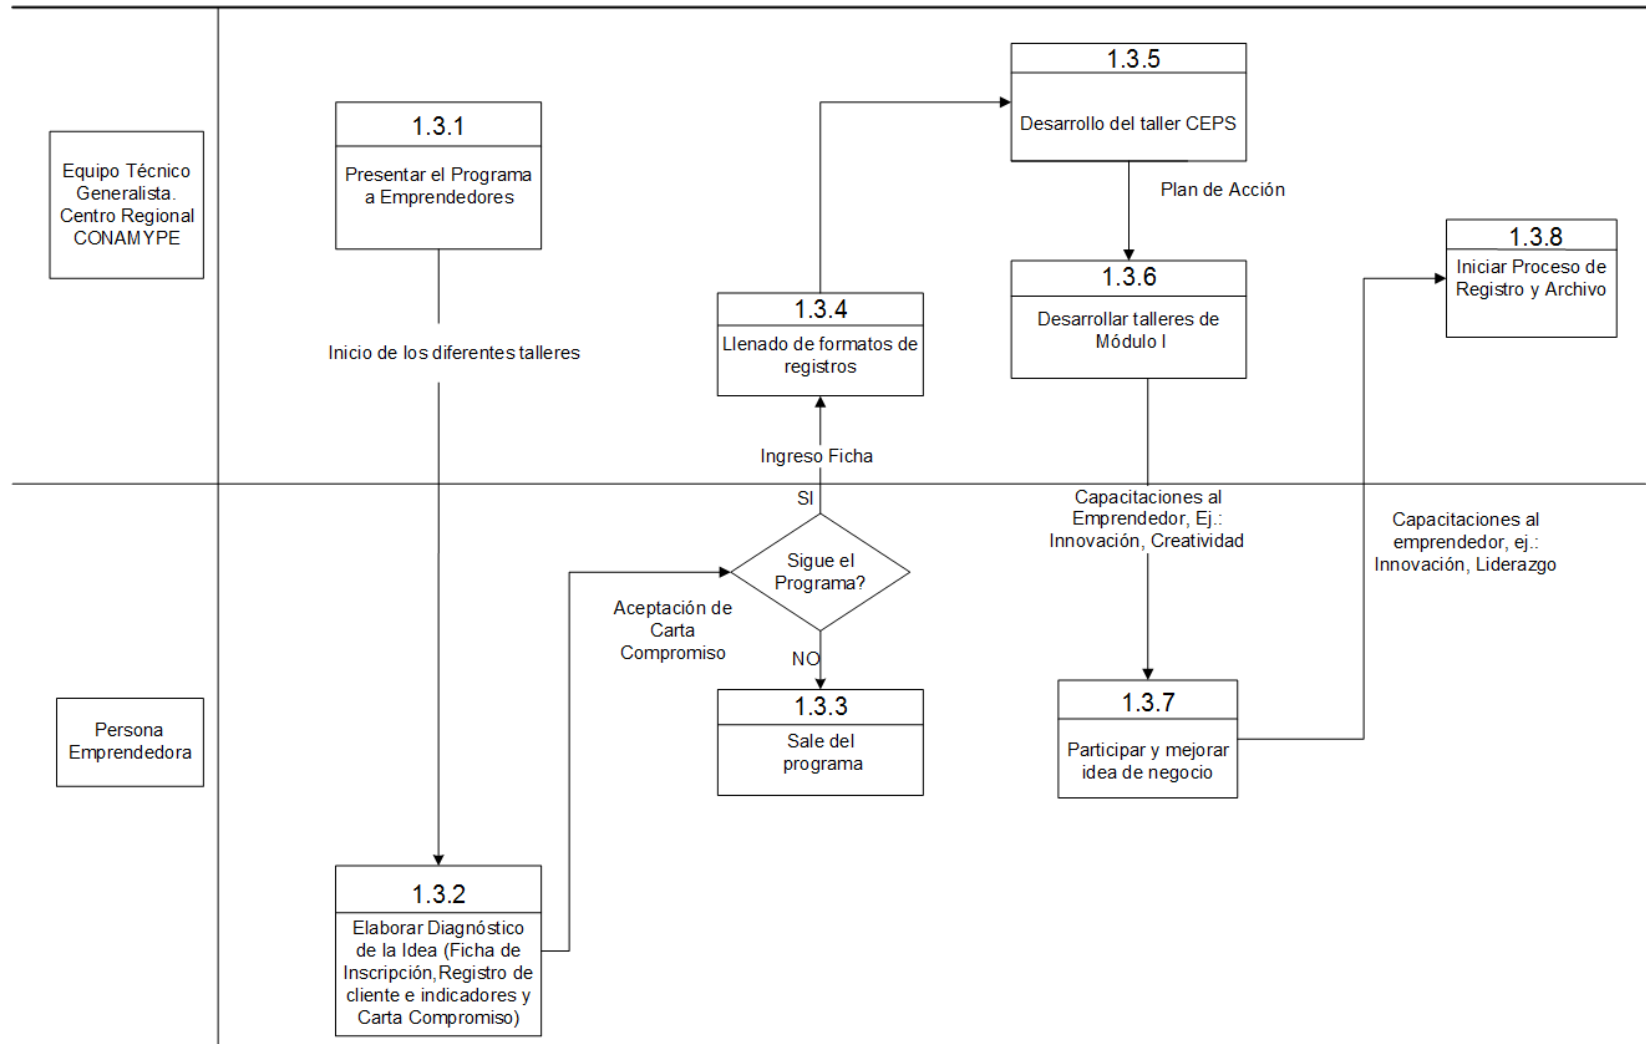 Equipo Técnico
Generalista.
Centro Regional
CONAMYPE
1.3.1
Presentar el Programa
a Emprendedores
Inicio de los diferentes talleres
1.3.4
Llenado de formatos de
registros
Ingreso Ficha
1.3.5
Desarrollo del taller CEPS
Plan de Acción
1.3.6
Desarrollar talleres de
Módulo I
1.3.8
Iniciar Proceso de
Registro y Archivo
Persona
Emprendedora
1.3.2
Elaborar Diagnóstico
de la Idea (Ficha de
Inscripción,Registro de
cliente e indicadores y
Carta Compromiso)
Aceptación de
Carta
Compromiso
SI
Sigue el
Programa?
NO
1.3.3
Sale del
programa
Capacitaciones al
Emprendedor, Ej.:
Innovación, Creatividad
1.3.7
Participar y mejorar
idea de negocio
Capacitaciones al
emprendedor, ej.:
Innovación, Liderazgo